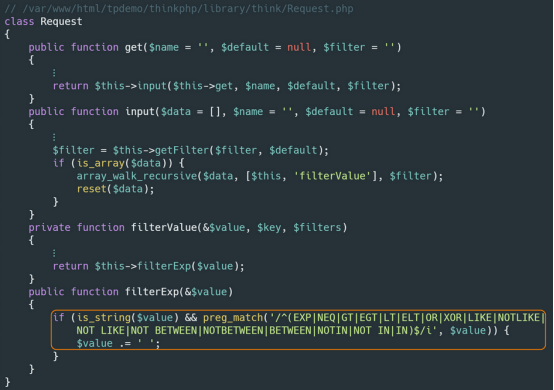 // /var/www/html/tpdemo/thinkphp/library/think/Request.php
class Request
{
    public function get($name = '', $default = null, $filter = '')
    {
        ⋮
        return $this->input($this->get, $name, $default, $filter);
    }
    public function input($data = [], $name = '', $default = null, $filter = '')
    {
        ⋮
        $filter = $this->getFilter($filter, $default);
        if (is_array($data)) {
            array_walk_recursive($data, [$this, 'filterValue'], $filter);
            reset($data);
        }
    }
    private function filterValue(&$value, $key, $filters)
    {
        ⋮
        return $this->filterExp($value);
    }
    public function filterExp(&$value)
    {
        if (is_string($value) && preg_match('/^(EXP|NEQ|GT|EGT|LT|ELT|OR|XOR|LIKE|NOTLIKE|
            NOT LIKE|NOT BETWEEN|NOTBETWEEN|BETWEEN|NOTIN|NOT IN|IN)$/i', $value)) {
            $value .= ' ';
        }
    }
}